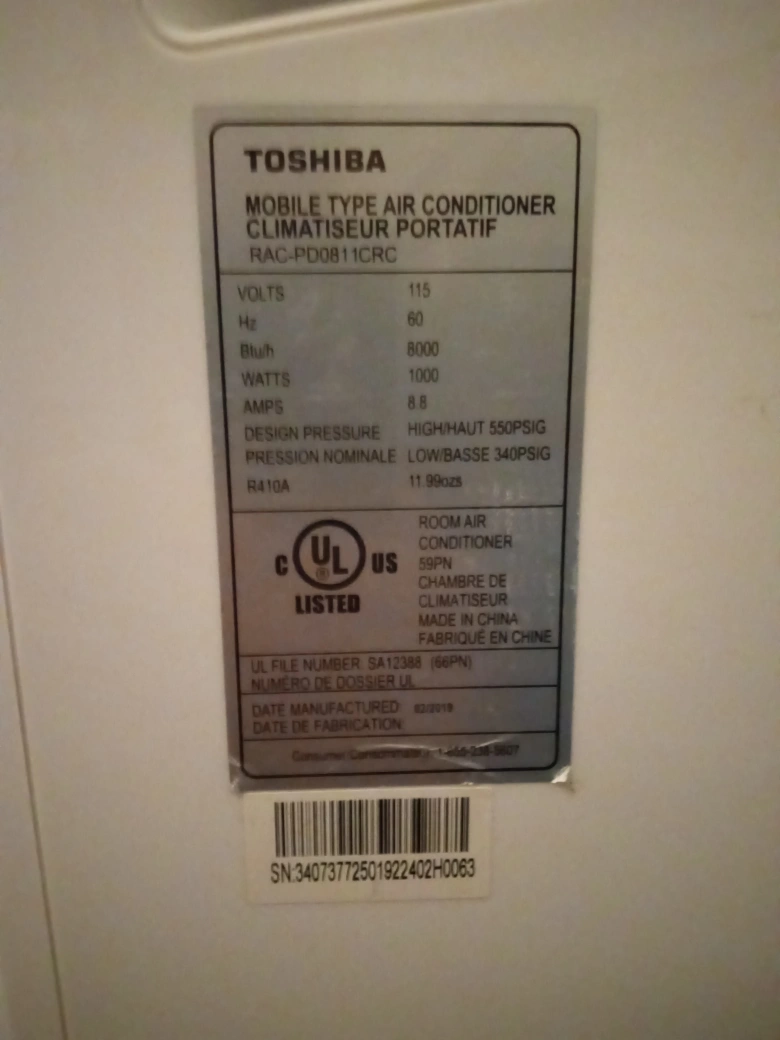 TOSHIBA
MOBILE TYPE AIR CONDITIONER
CLIMATISEUR PORTATIF
RAC-PD0811CRC
VOLTS 115
Hz 60
Btu/h 8000
WATTS 1000
AMPS 8.8
DESIGN PRESSURE HIGH/HAUT 550PSIG
PRESSION NOMINALE LOW/BASSE 340PSIG
R410A 11.99ozs
C UL ® US
LISTED
ROOM AIR
CONDITIONER
59PN
CHAMBRE DE
CLIMATISEUR
MADE IN CHINA
FABRIQUÉ EN CHINE
UL FILE NUMBER: SA12388 (66PN)
NUMÉRO DE DOSSIER UL
DATE MANUFACTURED: 02/2019
DATE DE FABRICATION:
Consumer
SN:34073772501922402H0063